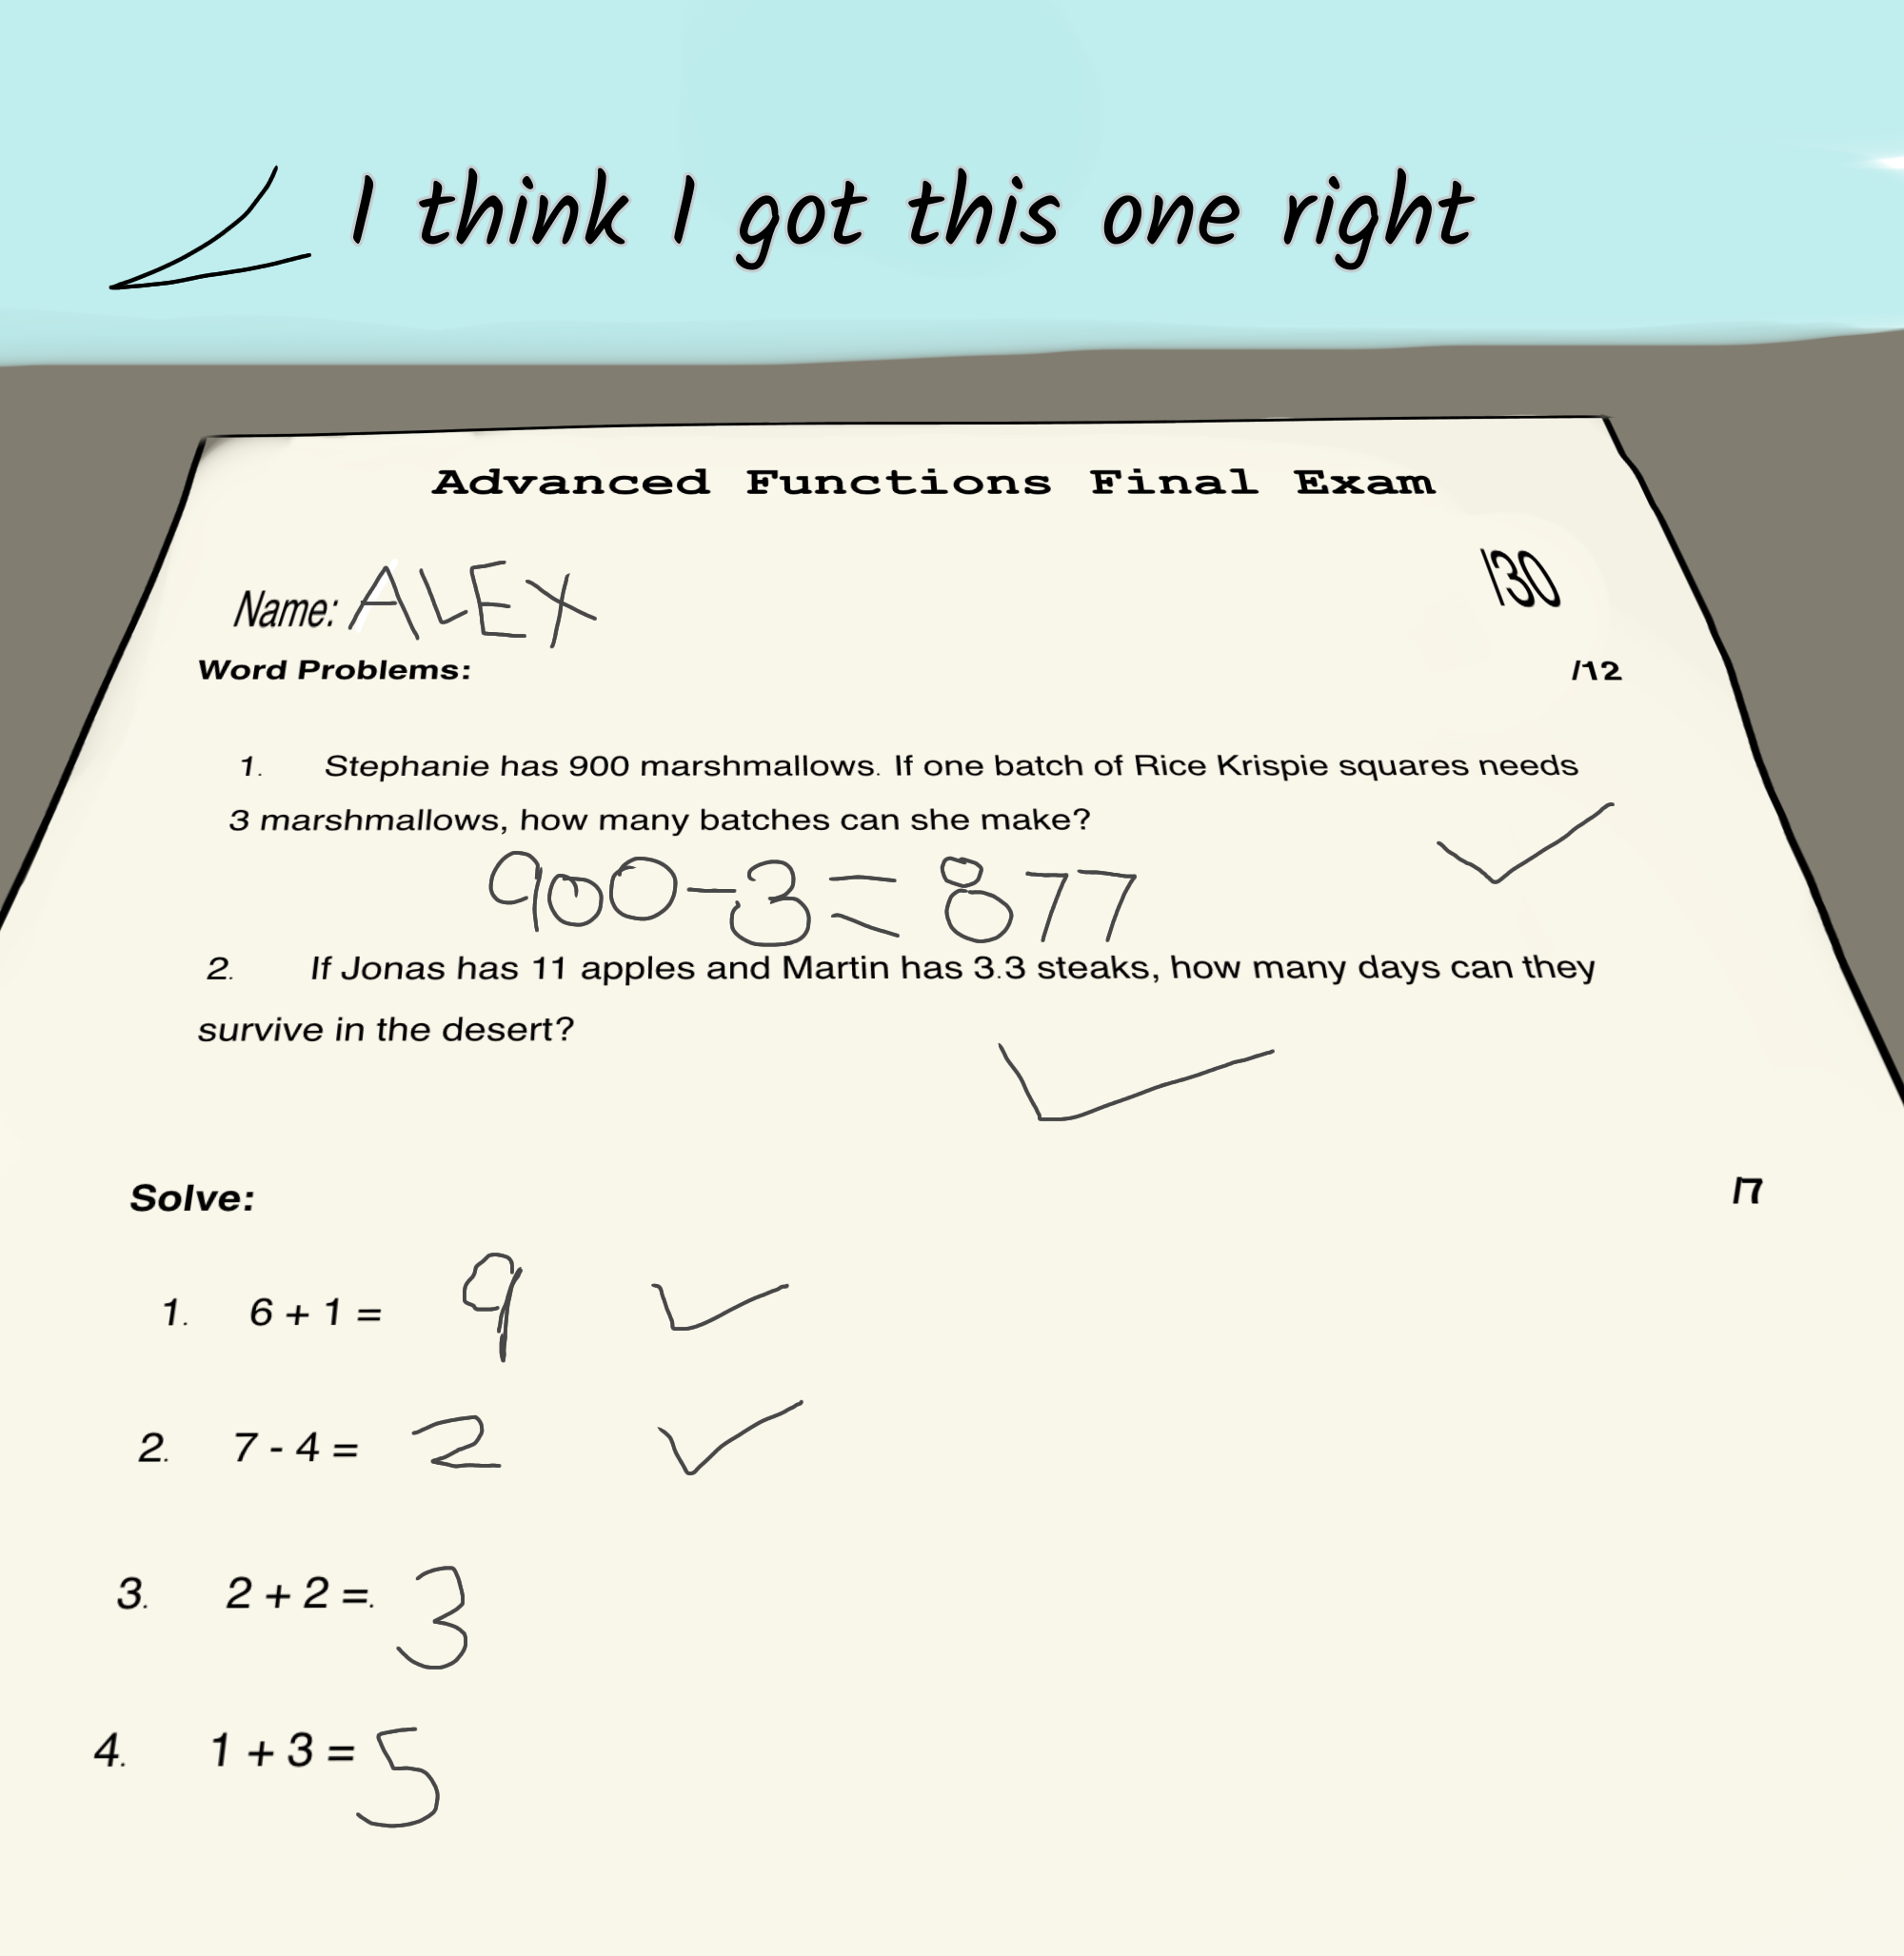 I think I got this one right
Advanced Functions Final Exam
Name: ALEX
/30
Word Problems:
/12
1. Stephanie has 900 marshmallows. If one batch of Rice Krispie squares needs
3 marshmallows, how many batches can she make?
900-3=877
2. If Jonas has 11 apples and Martin has 3.3 steaks, how many days can they
survive in the desert?
Solve:
/7
1. 6 + 1 = 9
2. 7 - 4 = 2
3. 2 + 2 =. 3
4. 1 + 3 = 5